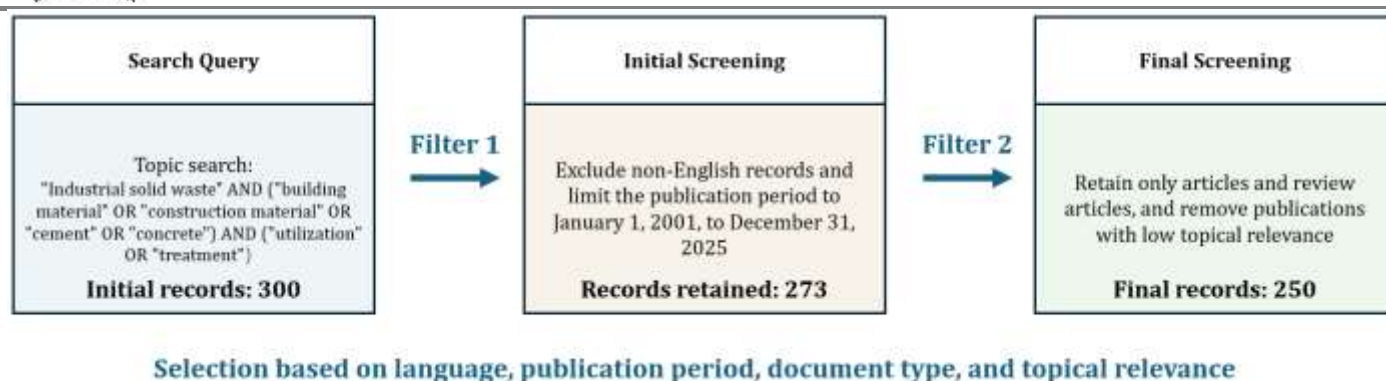 Search Query
Topic search:
"Industrial solid waste" AND ("building
material" OR "construction material" OR
"cement" OR "concrete") AND ("utilization"
OR "treatment")
Initial records: 300
Filter 1
Initial Screening
Exclude non-English records and
limit the publication period to
January 1, 2001, to December 31,
2025
Records retained: 273
Filter 2
Final Screening
Retain only articles and review
articles, and remove publications
with low topical relevance
Final records: 250
Selection based on language, publication period, document type, and topical relevance